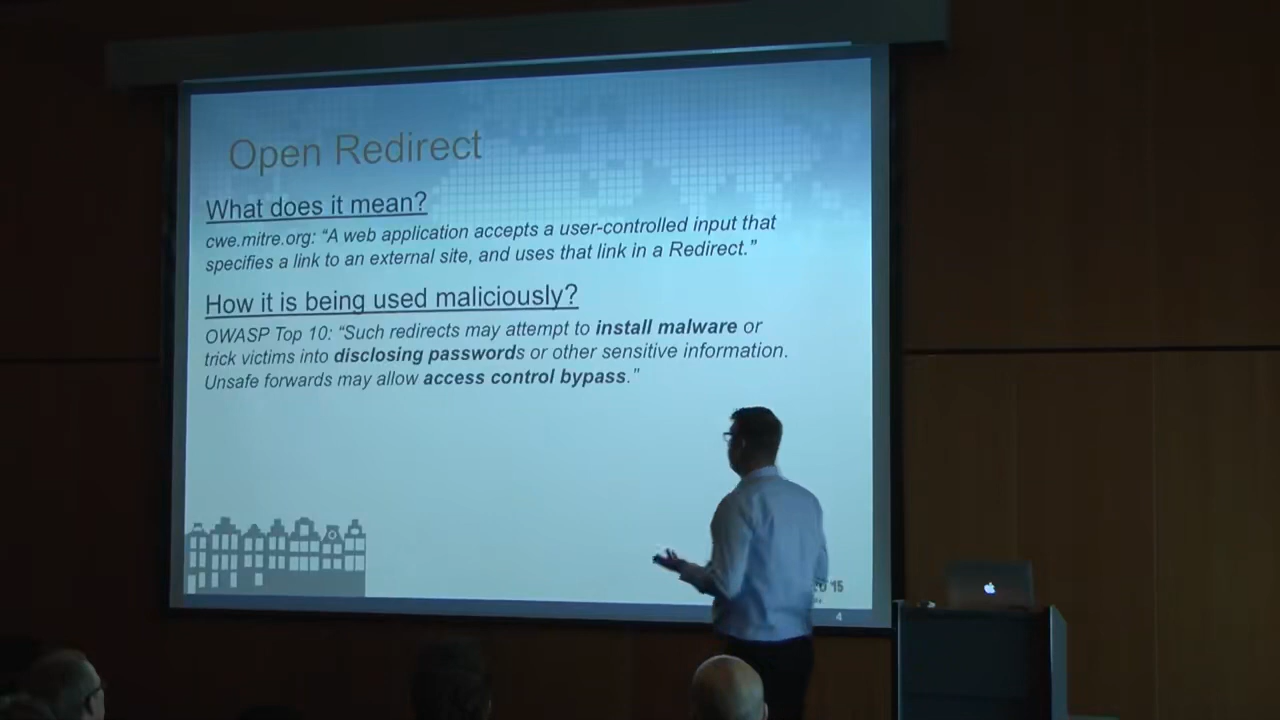 Open Redirect
What does it mean?
cwe.mitre.org: “A web application accepts a user-controlled input that
specifies a link to an external site, and uses that link in a Redirect.”
How it is being used maliciously?
OWASP Top 10: “Such redirects may attempt to install malware or
trick victims into disclosing passwords or other sensitive information.
Unsafe forwards may allow access control bypass.”
'15
4